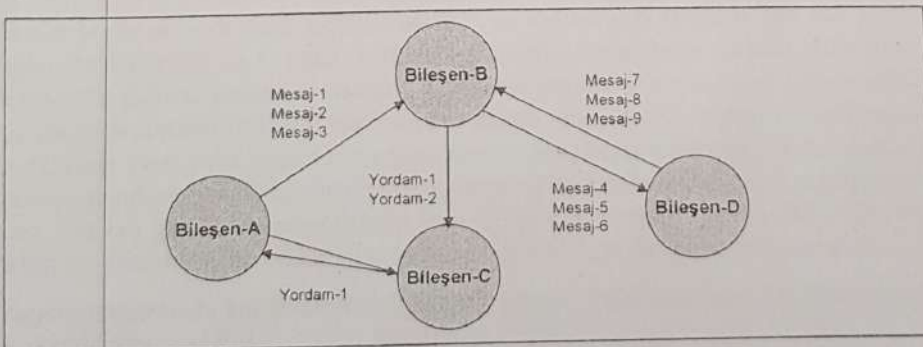 Bileşen-B
Mesaj-1
Mesaj-2
Mesaj-3
Mesaj-7
Mesaj-8
Mesaj-9
Yordam-1
Yordam-2
Mesaj-4
Mesaj-5
Mesaj-6
Bileşen-D
Bileşen-A
Bileşen-C
Yordam-1